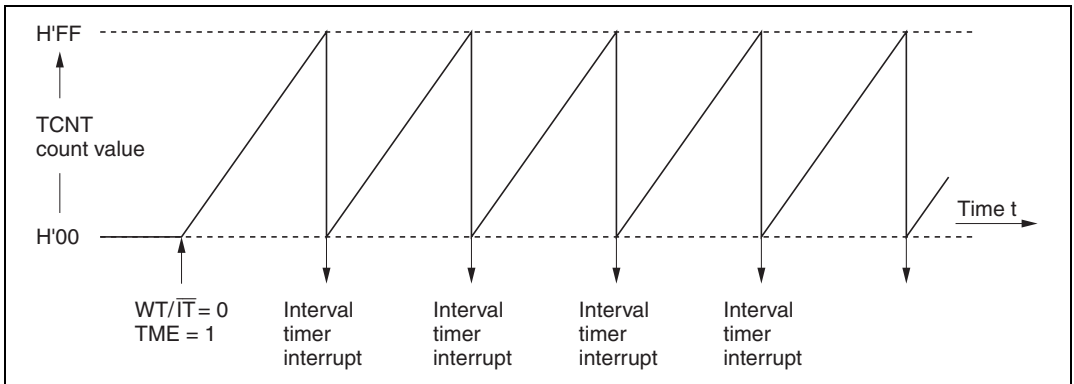 H'FF
TCNT
count value
H'00
Time t
WT/I̅T̅ = 0
TME = 1
Interval
timer
interrupt
Interval
timer
interrupt
Interval
timer
interrupt
Interval
timer
interrupt